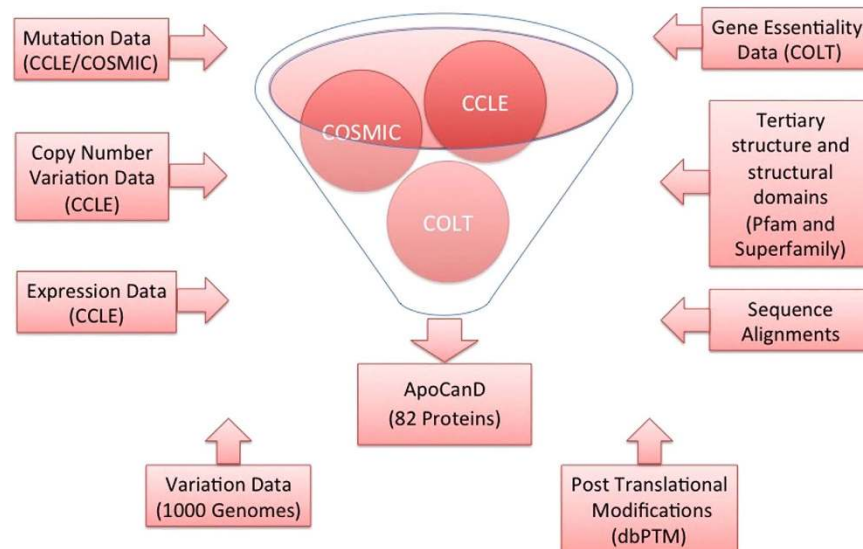 Mutation Data
(CCLE/COSMIC)
Gene Essentiality
Data (COLT)
CCLE
COSMIC
COLT
Copy Number
Variation Data
(CCLE)
Tertiary
structure and
structural
domains
(Pfam and
Superfamily)
Expression Data
(CCLE)
Sequence
Alignments
ApoCanD
(82 Proteins)
Variation Data
(1000 Genomes)
Post Translational
Modifications
(dbPTM)